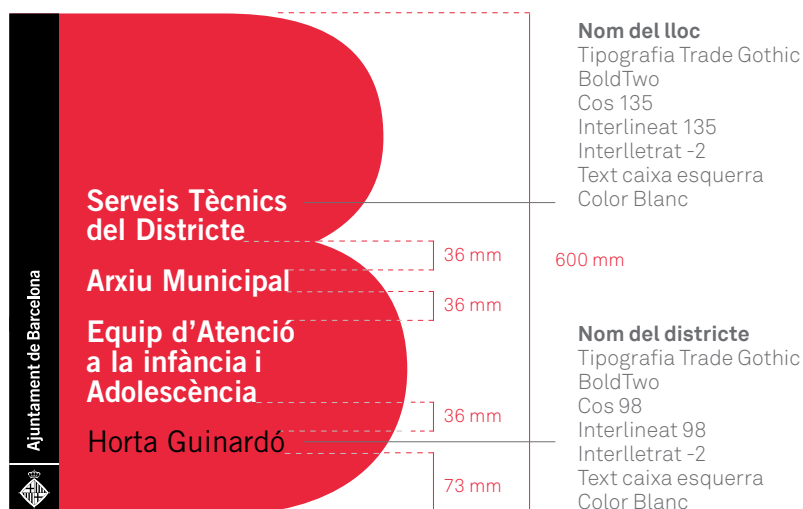 Ajuntament de Barcelona
Serveis Tècnics
del Districte
Arxiu Municipal
Equip d’Atenció
a la infància i
Adolescència
Horta Guinardó
36 mm
36 mm
36 mm
73 mm
600 mm
Nom del lloc
Tipografia Trade Gothic
BoldTwo
Cos 135
Interlineat 135
Interlletrat -2
Text caixa esquerra
Color Blanc
Nom del districte
Tipografia Trade Gothic
BoldTwo
Cos 98
Interlineat 98
Interlletrat -2
Text caixa esquerra
Color Blanc